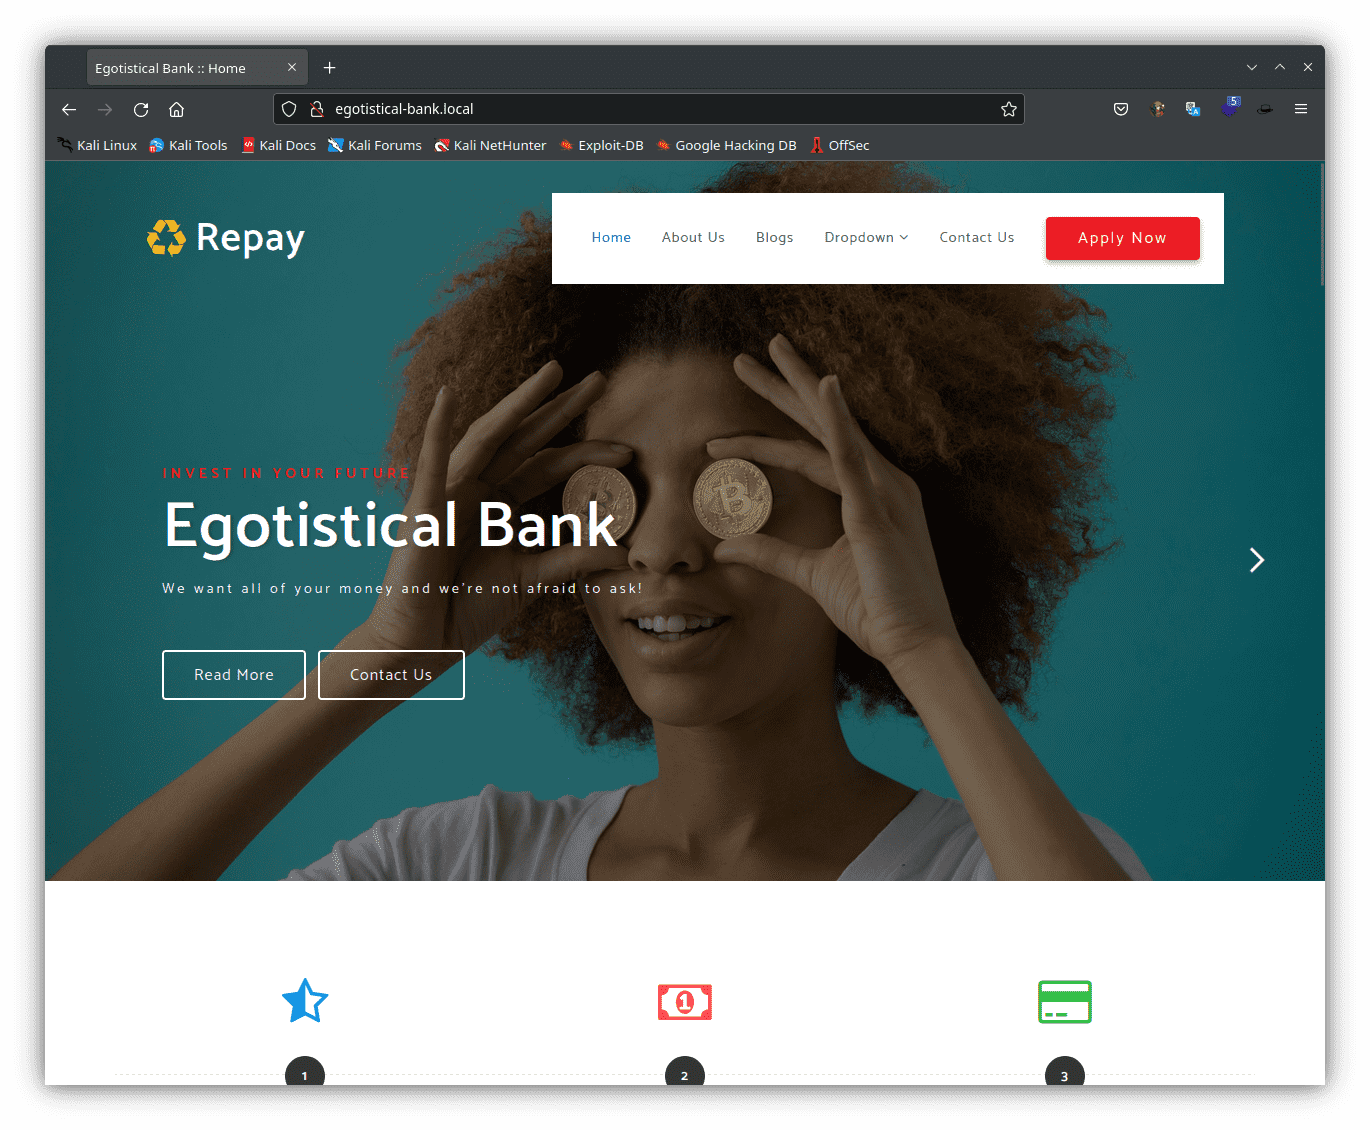 Egotistical Bank :: Home
egotistical-bank.local
5
Kali Linux Kali Tools Kali Docs Kali Forums Kali NetHunter Exploit-DB Google Hacking DB OffSec
Repay
Home About Us Blogs Dropdown Contact Us Apply Now
INVEST IN YOUR FUTURE
Egotistical Bank
We want all of your money and we're not afraid to ask!
Read More Contact Us
1
1 2 3